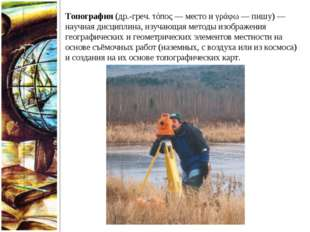 Топография (др.-греч. τόπος — место и γράφω — пишу) —
научная дисциплина, изучающая методы изображения
географических и геометрических элементов местности на
основе съёмочных работ (наземных, с воздуха или из космоса)
и создания на их основе топографических карт.